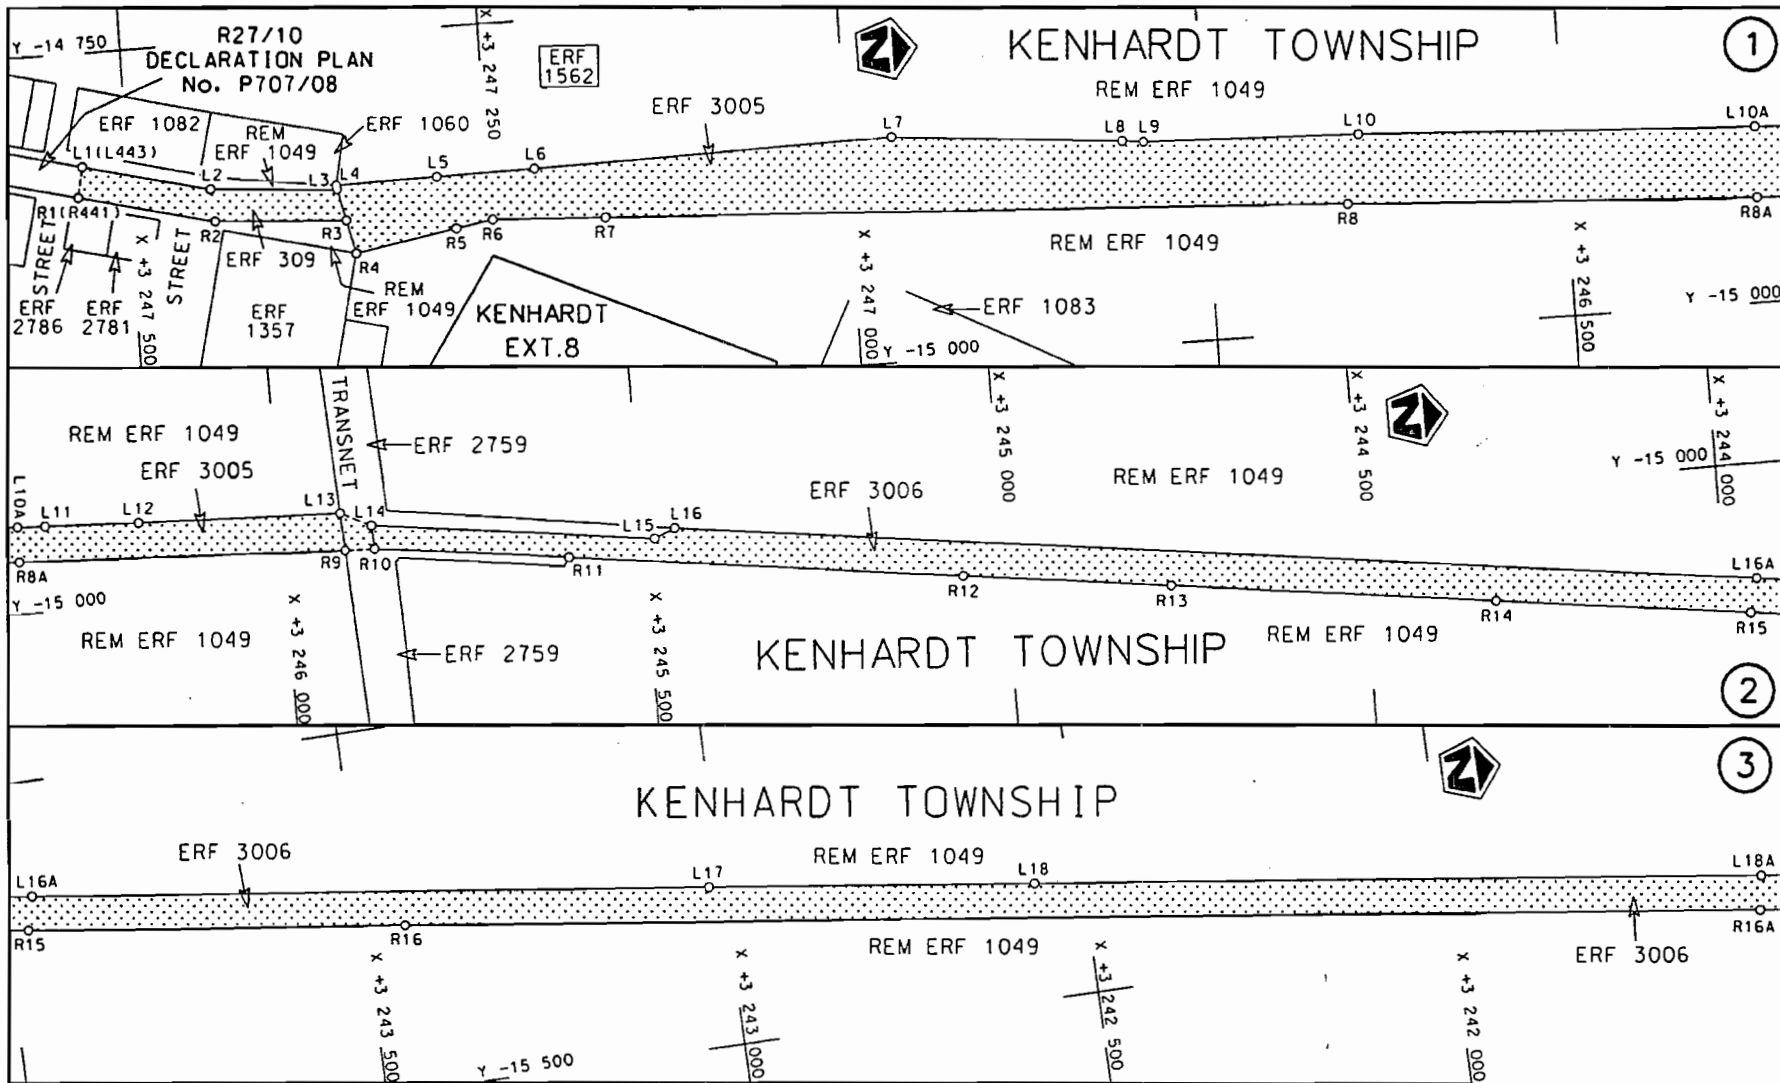 Y -14 750
R27/10
DECLARATION PLAN
No. P707/08
X +3 247 250
ERF
1562
N
KENHARDT TOWNSHIP
1
REM ERF 1049
ERF 3005
ERF 1082
REM
ERF 1049
ERF 1060
L1(L443)
L2
L3
L4
L5
L6
L7
L8
L9
L10
L10A
R1(R441)
R2
R3
R4
R5
R6
R7
R8
R8A
STREET
STREET
X +3 247 500
ERF 309
REM
ERF 1049
REM ERF 1049
ERF
2786
ERF
2781
ERF
1357
KENHARDT
EXT.8
X +3 247 000
Y -15 000
ERF 1083
X +3 246 500
Y -15 000
TRANSNET
REM ERF 1049
ERF 2759
ERF 3005
X +3 245 000
X +3 244 500
N
X +3 244 000
Y -15 000
REM ERF 1049
ERF 3006
L10A
L11
L12
L13
L14
L15
L16
L16A
R8A
R9
R10
R11
R12
R13
R14
R15
Y -15 000
REM ERF 1049
X +3 246 000
ERF 2759
X +3 245 500
KENHARDT TOWNSHIP
REM ERF 1049
2
N
3
KENHARDT TOWNSHIP
ERF 3006
REM ERF 1049
L16A
L17
L18
L18A
R15
R16
R16A
REM ERF 1049
ERF 3006
X +3 243 500
Y -15 500
X +3 243 000
X +3 242 500
X +3 242 000